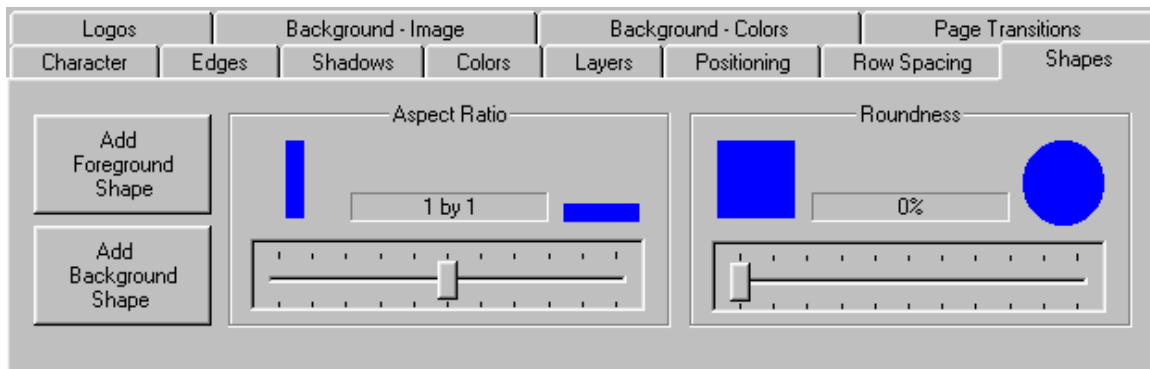 Logos
Background - Image
Background - Colors
Page Transitions
Character
Edges
Shadows
Colors
Layers
Positioning
Row Spacing
Shapes
Add
Foreground
Shape
Add
Background
Shape
Aspect Ratio
1 by 1
Roundness
0%